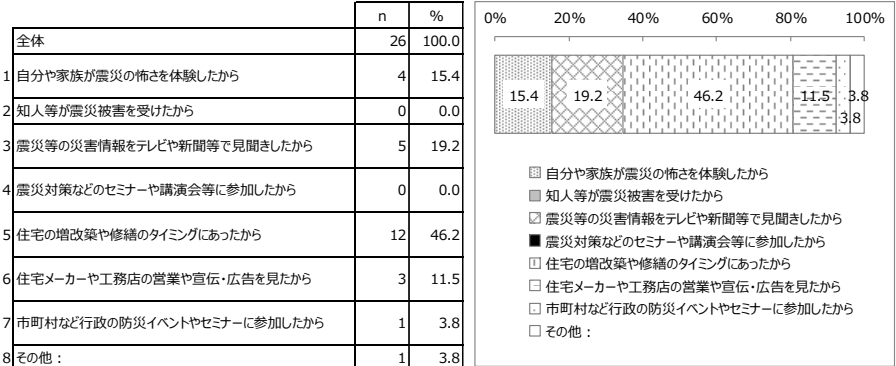 n %
全体 26 100.0
1 自分や家族が震災の怖さを体験したから 4 15.4
2 知人等が震災被害を受けたから 0 0.0
3 震災等の災害情報をテレビや新聞等で見聞きしたから 5 19.2
4 震災対策などのセミナーや講演会等に参加したから 0 0.0
5 住宅の増改築や修繕のタイミングにあったから 12 46.2
6 住宅メーカーや工務店の営業や宣伝・広告を見たから 3 11.5
7 市町村など行政の防災イベントやセミナーに参加したから 1 3.8
8 その他： 1 3.8
0% 20% 40% 60% 80% 100%
15.4 19.2 46.2 11.5 3.8
3.8
自分や家族が震災の怖さを体験したから
知人等が震災被害を受けたから
震災等の災害情報をテレビや新聞等で見聞きしたから
震災対策などのセミナーや講演会等に参加したから
住宅の増改築や修繕のタイミングにあったから
住宅メーカーや工務店の営業や宣伝・広告を見たから
市町村など行政の防災イベントやセミナーに参加したから
その他：